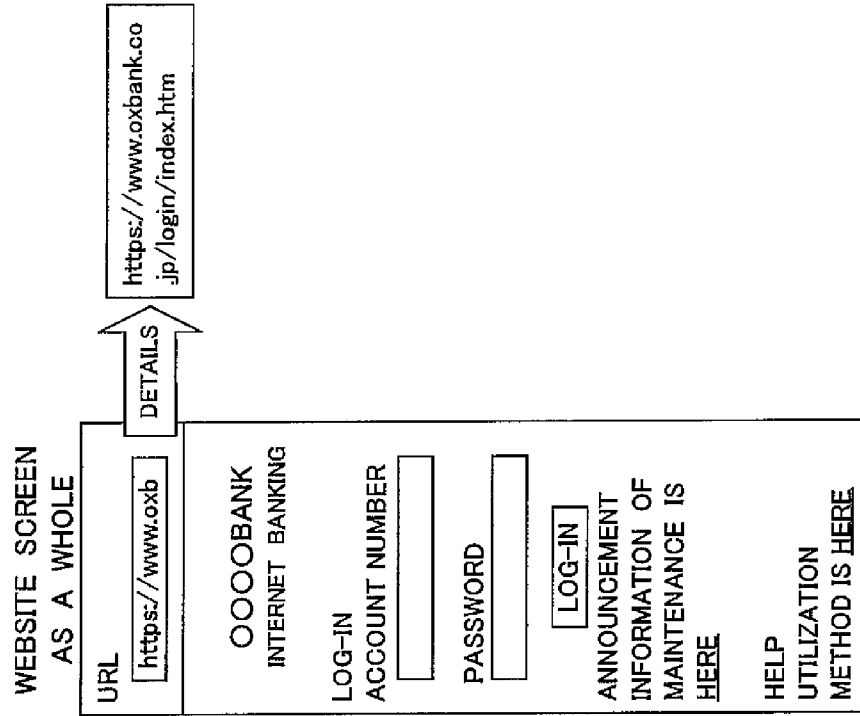 WEBSITE SCREEN
AS A WHOLE
URL
https://www.oxb
DETAILS
https://www.oxbank.co
.jp/login/index.htm
○○○○BANK
INTERNET BANKING
LOG-IN
ACCOUNT NUMBER
PASSWORD
LOG-IN
ANNOUNCEMENT
INFORMATION OF
MAINTENANCE IS
HERE
HELP
UTILIZATION
METHOD IS HERE